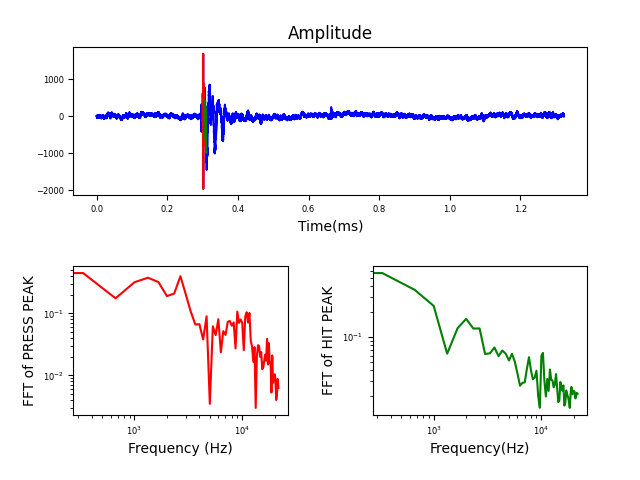 Amplitude
1000
0
−1000
−2000
0.0 0.2 0.4 0.6 0.8 1.0 1.2
Time(ms)
FFT of PRESS PEAK
10⁻¹
10⁻²
10³ 10⁴
Frequency (Hz)
FFT of HIT PEAK
10⁻¹
10³ 10⁴
Frequency(Hz)